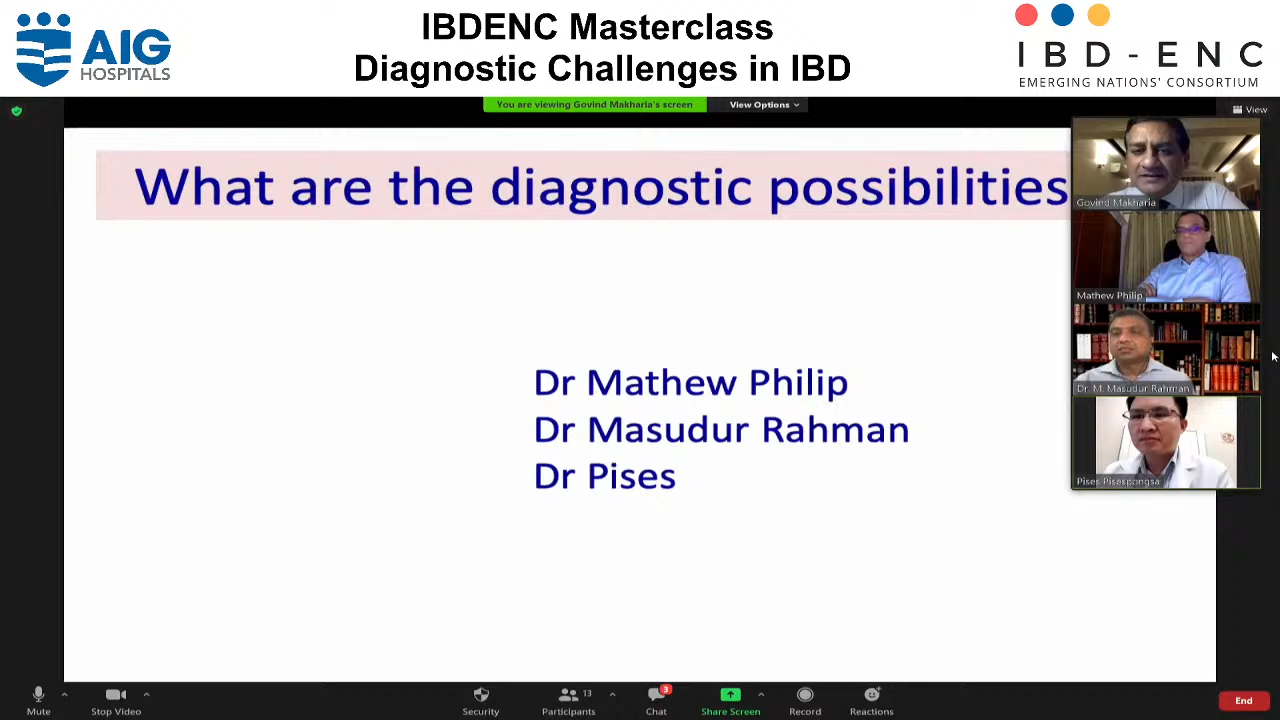 AIG
HOSPITALS
IBDENC Masterclass
Diagnostic Challenges in IBD
IBD-ENC
EMERGING NATIONS' CONSORTIUM
You are viewing Govind Makharia's screen
View Options
View
What are the diagnostic possibilities
Dr Mathew Philip
Dr Masudur Rahman
Dr Pises
Govind Makharia
Mathew Philip
Dr. M. Masudur Rahman
Pises Pisespongsa
Mute
Stop Video
Security
Participants
13
Chat
3
Share Screen
Record
Reactions
End